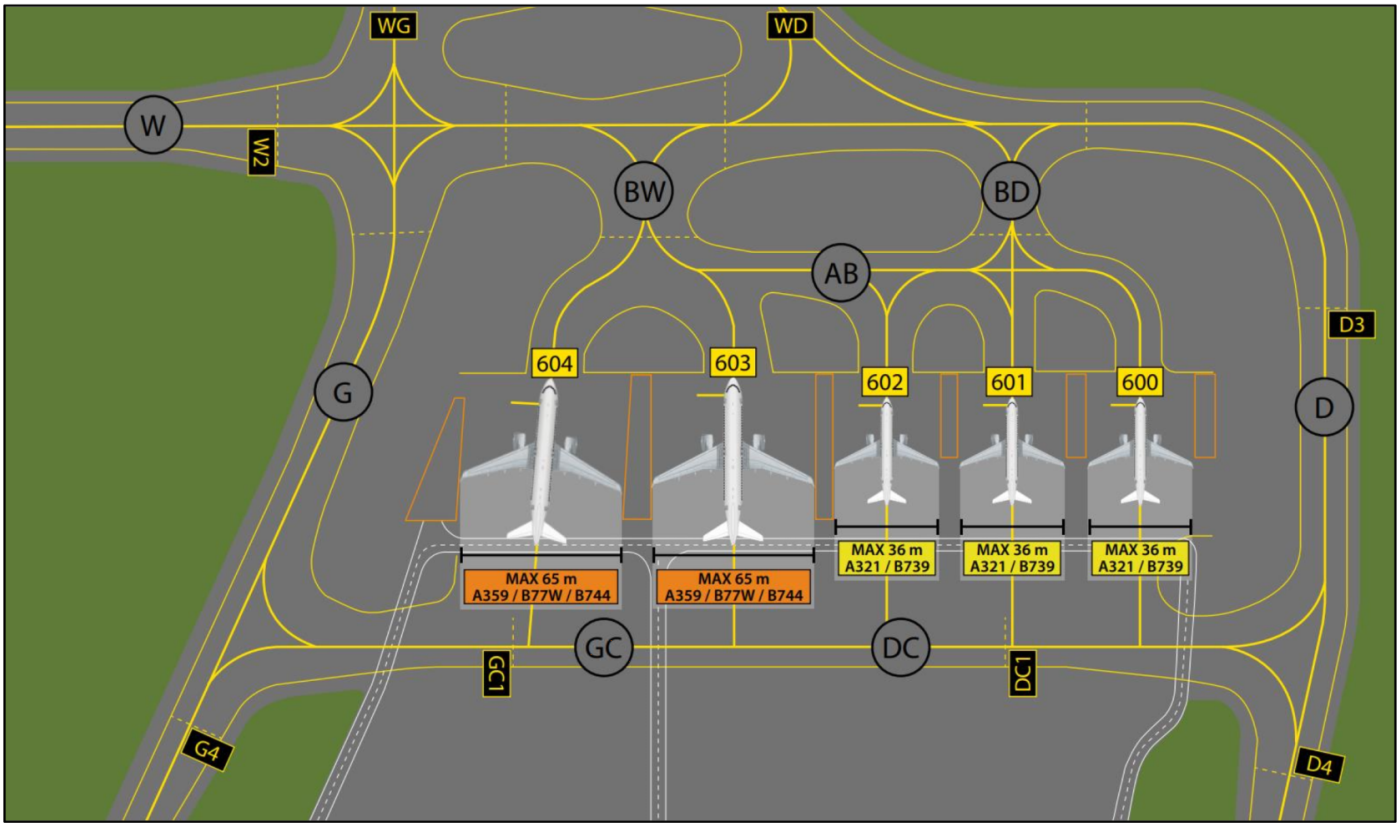 WG
WD
W
W2
BW
BD
AB
D3
604
603
602
601
600
G
D
MAX 36 m
A321 / B739
MAX 36 m
A321 / B739
MAX 36 m
A321 / B739
MAX 65 m
A359 / B77W / B744
MAX 65 m
A359 / B77W / B744
GC
DC
GC1
DC1
G4
D4